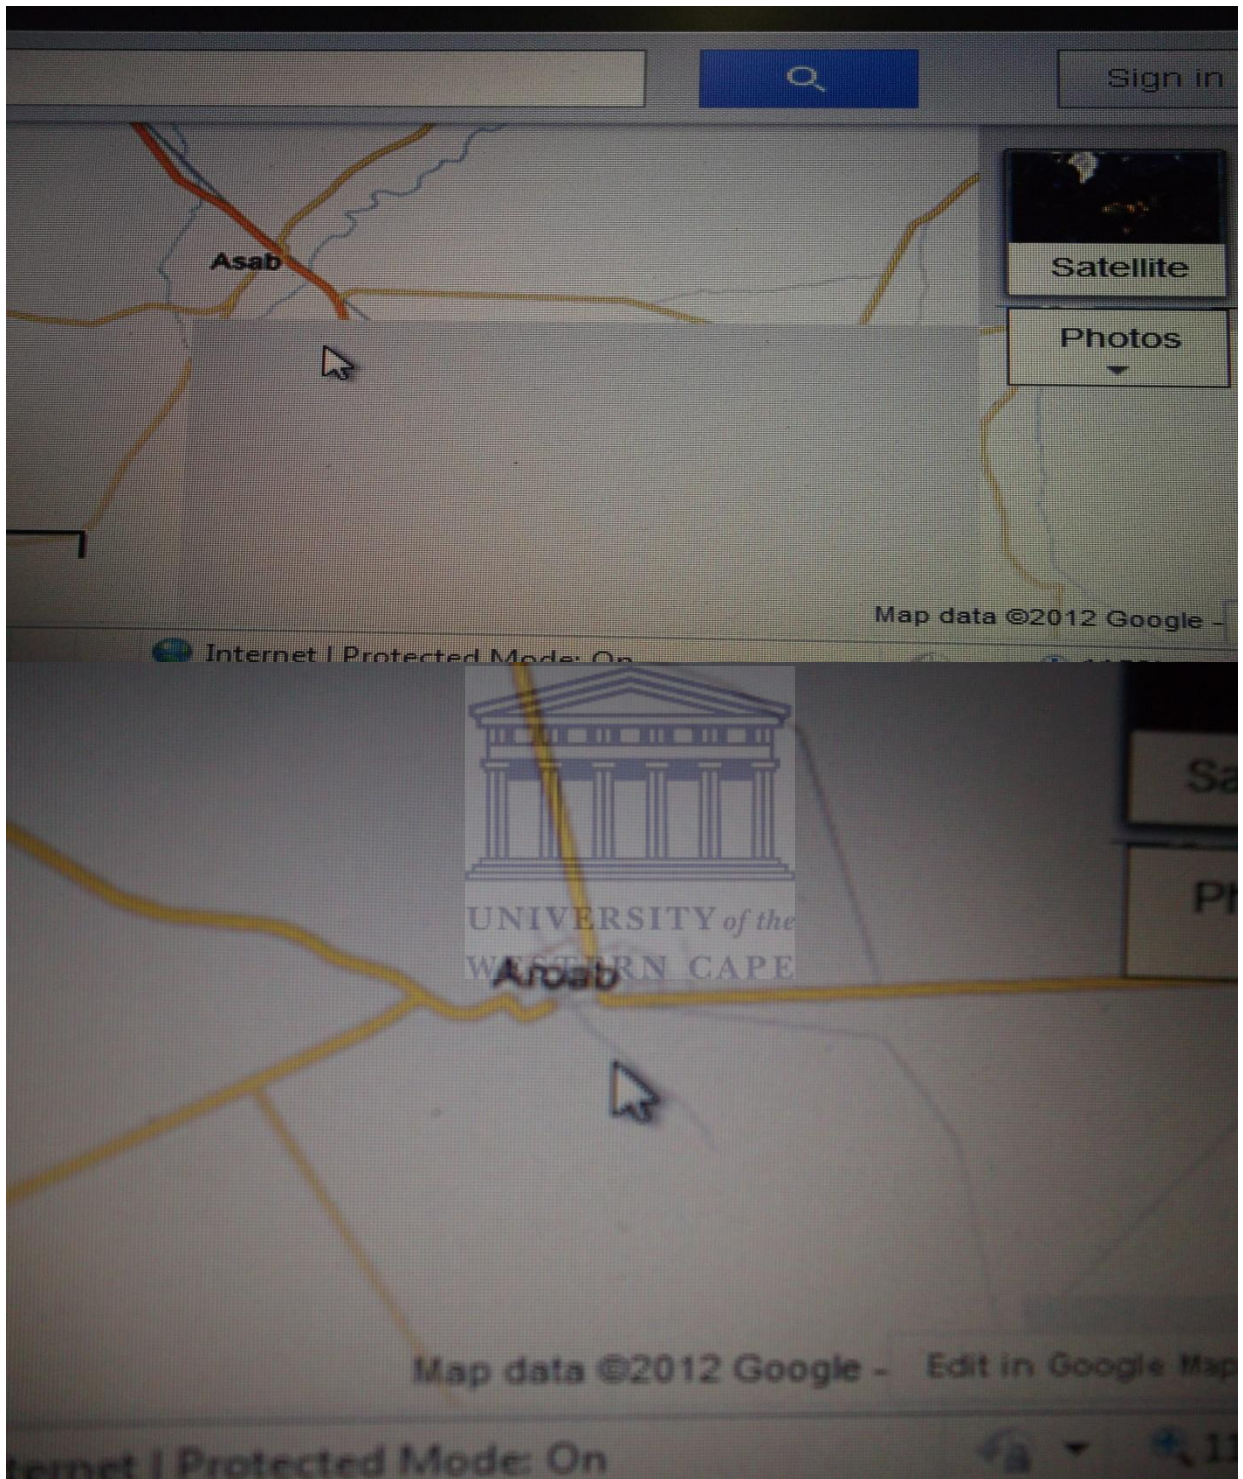 Sign in
Asab
Satellite
Photos
Map data ©2012 Google -
Internet | Protected Mode: On
UNIVERSITY of the
WESTERN CAPE
Aroab
Map data ©2012 Google - Edit in Google Map
Protected Mode: On